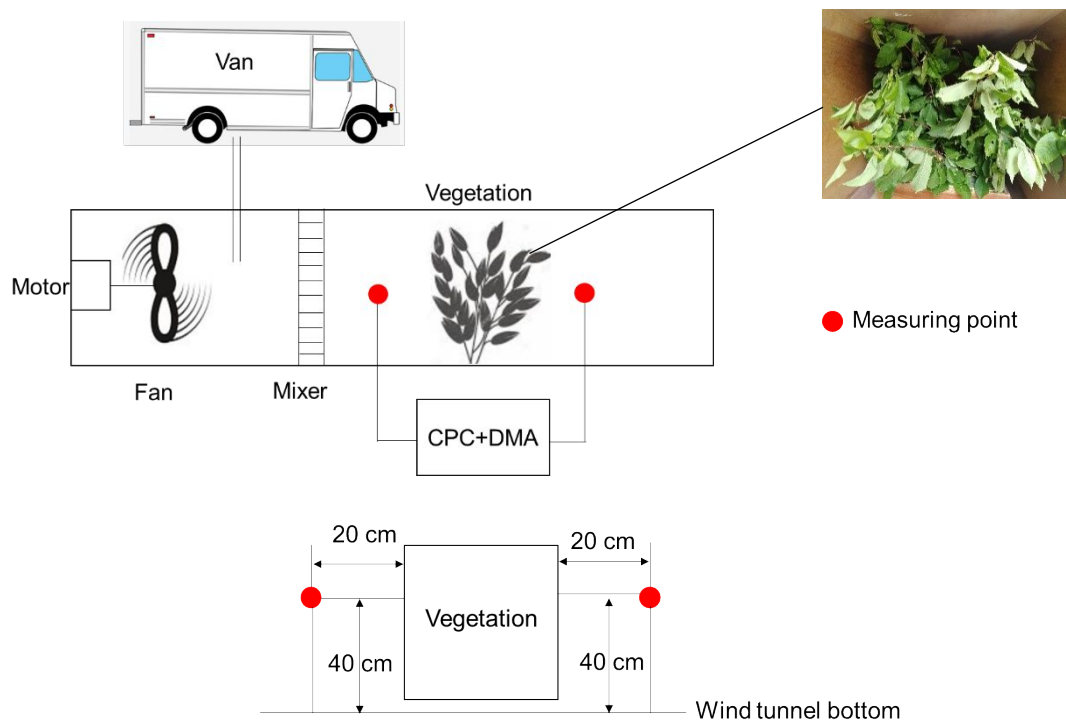 Van
Vegetation
Motor
Measuring point
Fan
Mixer
CPC+DMA
20 cm
20 cm
Vegetation
40 cm
40 cm
Wind tunnel bottom